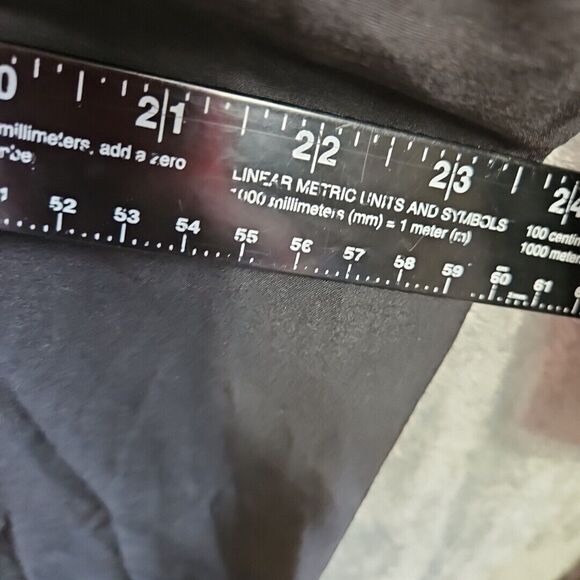 0 21 22 23 24
millimeters, add a zero
LINEAR METRIC UNITS AND SYMBOLS
1000 millimeters (mm) = 1 meter (m)
100 centi
1000 meter
52 53 54 55 56 57 58 59 60 61